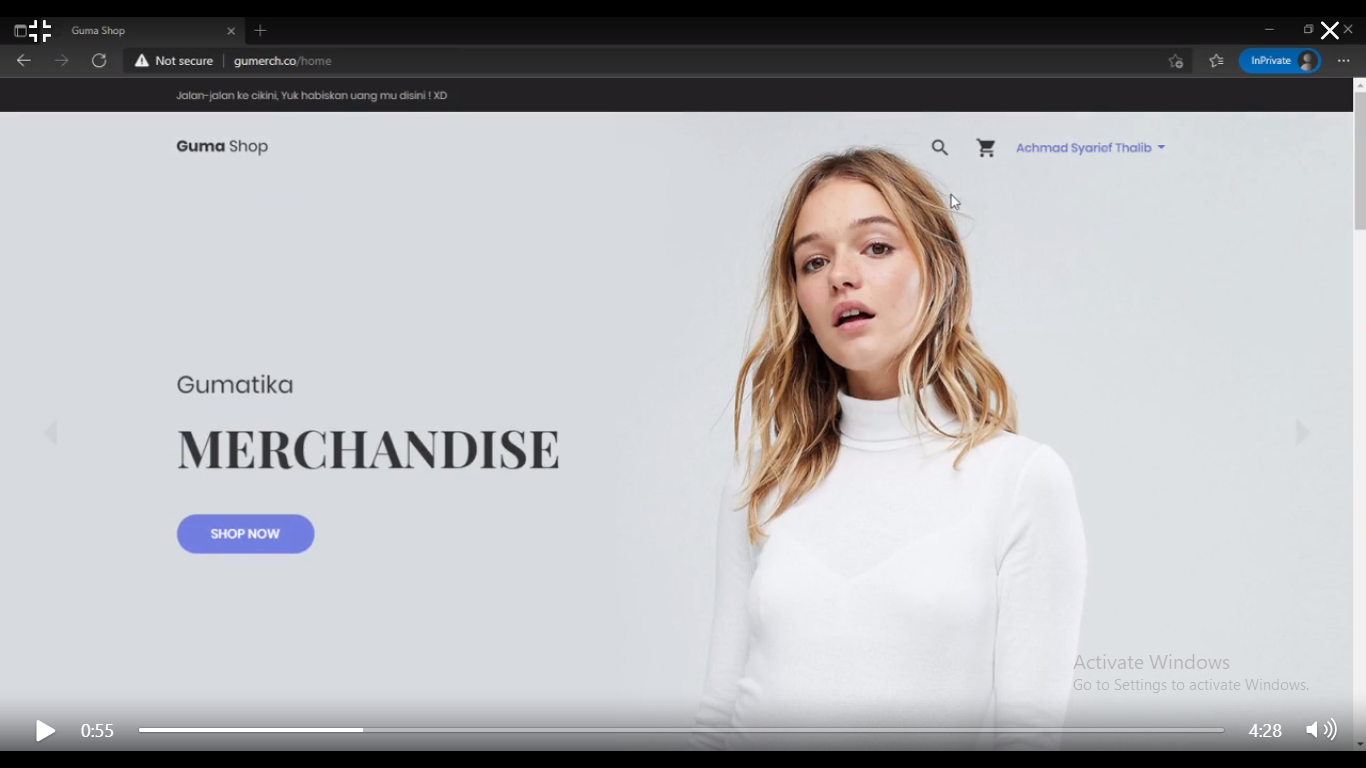 Guma Shop
Not secure
gumerch.co/home
InPrivate
Jalan-jalan ke cikini, Yuk habiskan uang mu disini ! XD
Guma Shop
Achmad Syarief Thalib
Gumatika
MERCHANDISE
SHOP NOW
Activate Windows
Go to Settings to activate Windows.
0:55
4:28